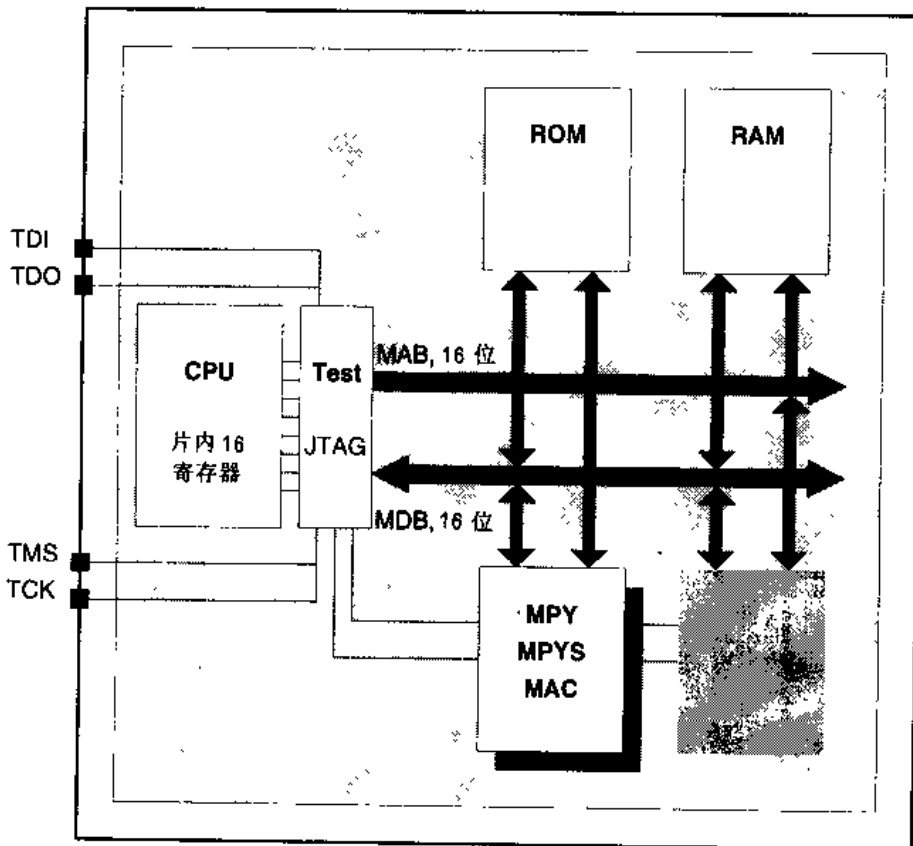 ROM
RAM
TDI
TDO
CPU
片内 16
寄存器
Test
JTAG
MAB, 16 位
MDB, 16 位
TMS
TCK
MPY
MPYS
MAC